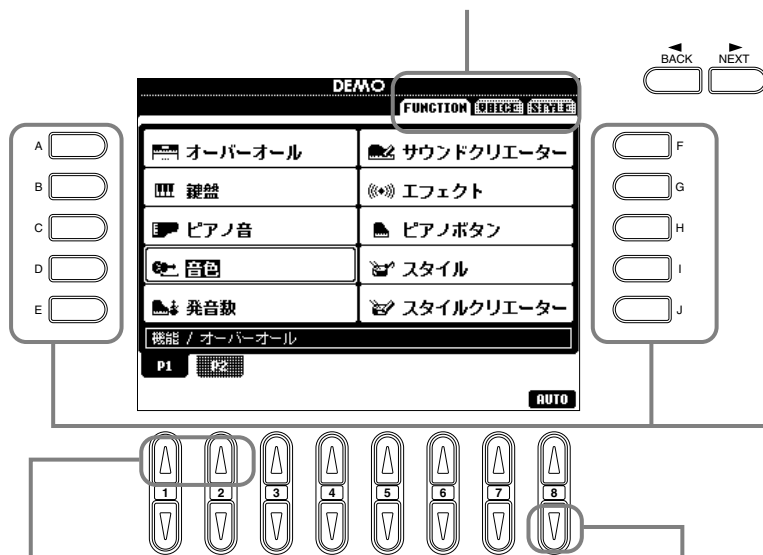 BACK NEXT
DEMO
FUNCTION VOICE STYLE
A オーバーオール サウンドクリエーター F
B 鍵盤 エフェクト G
C ピアノ音 ピアノボタン H
D 音色 スタイル I
E 発音数 スタイルクリエーター J
機能 / オーバーオール
P1 P2
AUTO
1 2 3 4 5 6 7 8